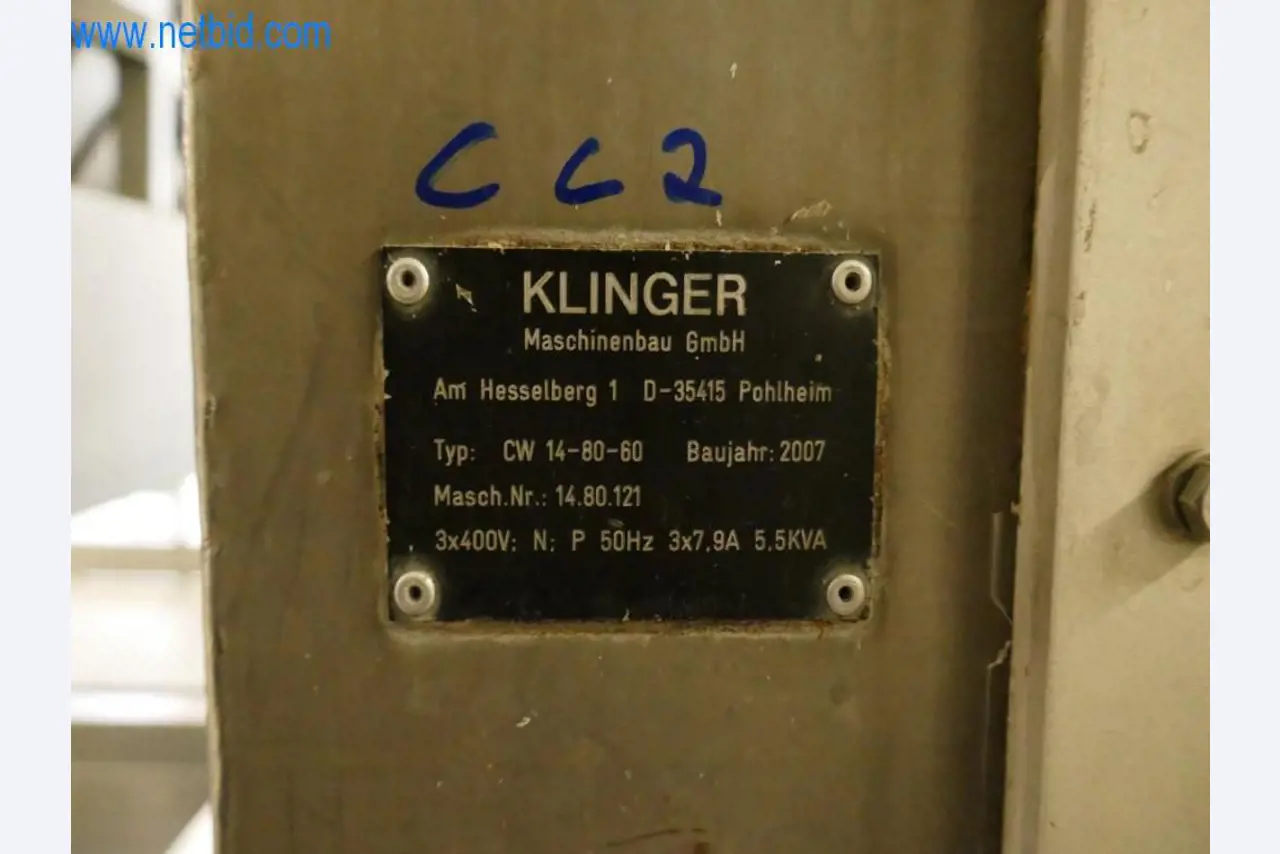 www.netbid.com
CC2
KLINGER
Maschinenbau GmbH
Am Hesselberg 1 D-35415 Pohlheim
Typ: CW 14-80-60 Baujahr: 2007
Masch.Nr.: 14.80.121
3x400V; N; P 50Hz 3x7,9A 5,5KVA